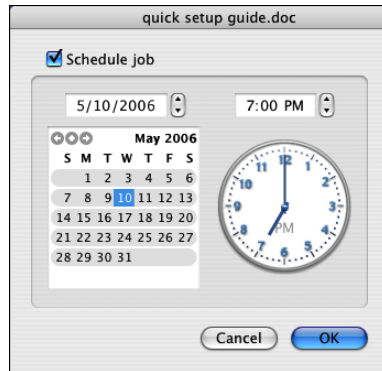 quick setup guide.doc
Schedule job
5/10/2006 7:00 PM
May 2006
S M T W T F S
1 2 3 4 5 6
7 8 9 10 11 12 13
14 15 16 17 18 19 20
21 22 23 24 25 26 27
28 29 30 31
11 12 1
10 2
9 3
8 4
7 6 5
PM
Cancel OK